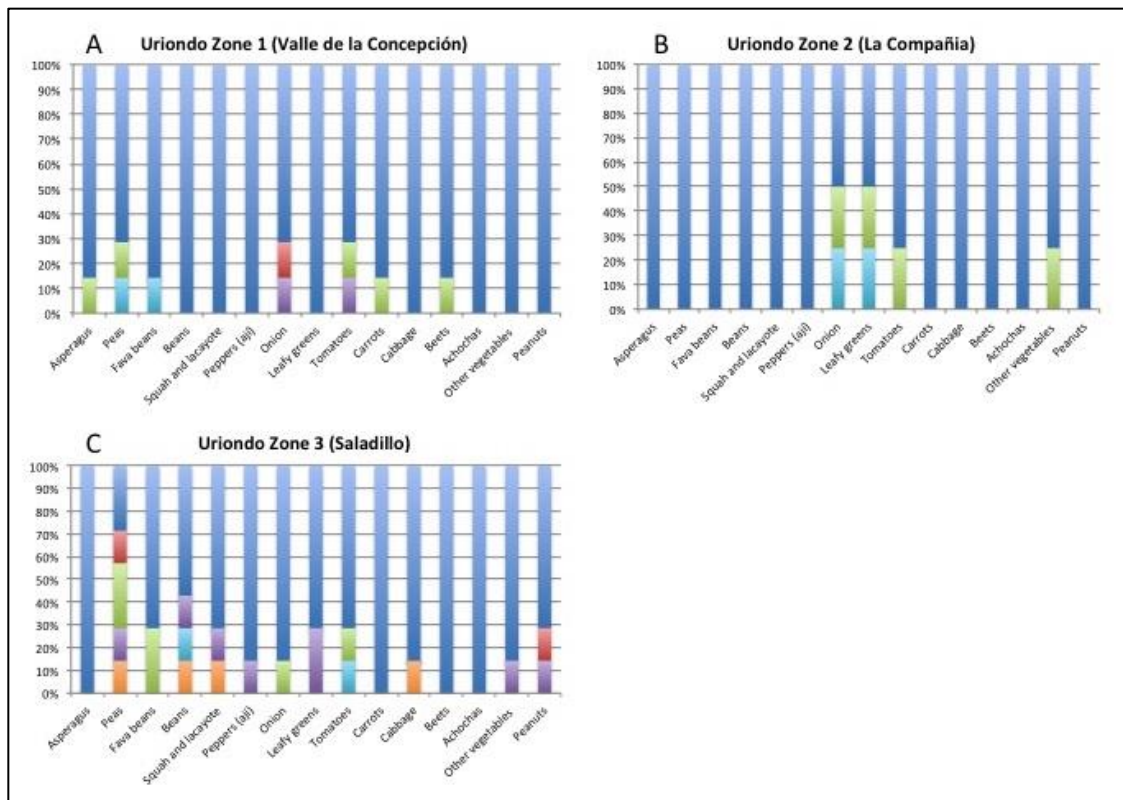 A
Uriondo Zone 1 (Valle de la Concepción)
100%
90%
80%
70%
60%
50%
40%
30%
20%
10%
0%
Asparagus
Peas
Fava beans
Beans
Squah and lacayote
Peppers (aji)
Onion
Leafy greens
Tomatoes
Carrots
Cabbage
Beets
Achochas
Other vegetables
Peanuts
B
Uriondo Zone 2 (La Compañia)
100%
90%
80%
70%
60%
50%
40%
30%
20%
10%
0%
Asparagus
Peas
Fava beans
Beans
Squah and lacayote
Peppers (aji)
Onion
Leafy greens
Tomatoes
Carrots
Cabbage
Beets
Achochas
Other vegetables
Peanuts
C
Uriondo Zone 3 (Saladillo)
100%
90%
80%
70%
60%
50%
40%
30%
20%
10%
0%
Asparagus
Peas
Fava beans
Beans
Squah and lacayote
Peppers (aji)
Onion
Leafy greens
Tomatoes
Carrots
Cabbage
Beets
Achochas
Other vegetables
Peanuts